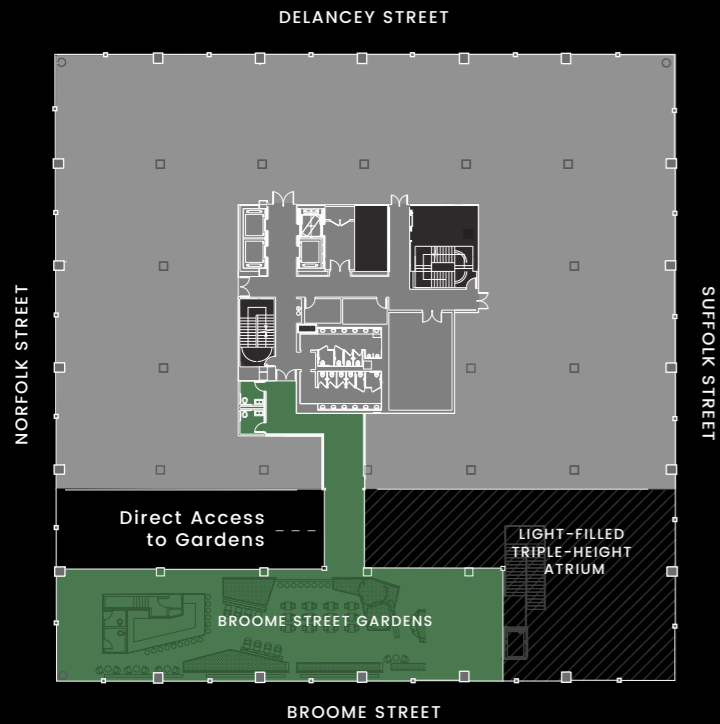 DELANCEY STREET
NORFOLK STREET
SUFFOLK STREET
Direct Access
to Gardens
LIGHT-FILLED
TRIPLE-HEIGHT
ATRIUM
BROOME STREET GARDENS
BROOME STREET